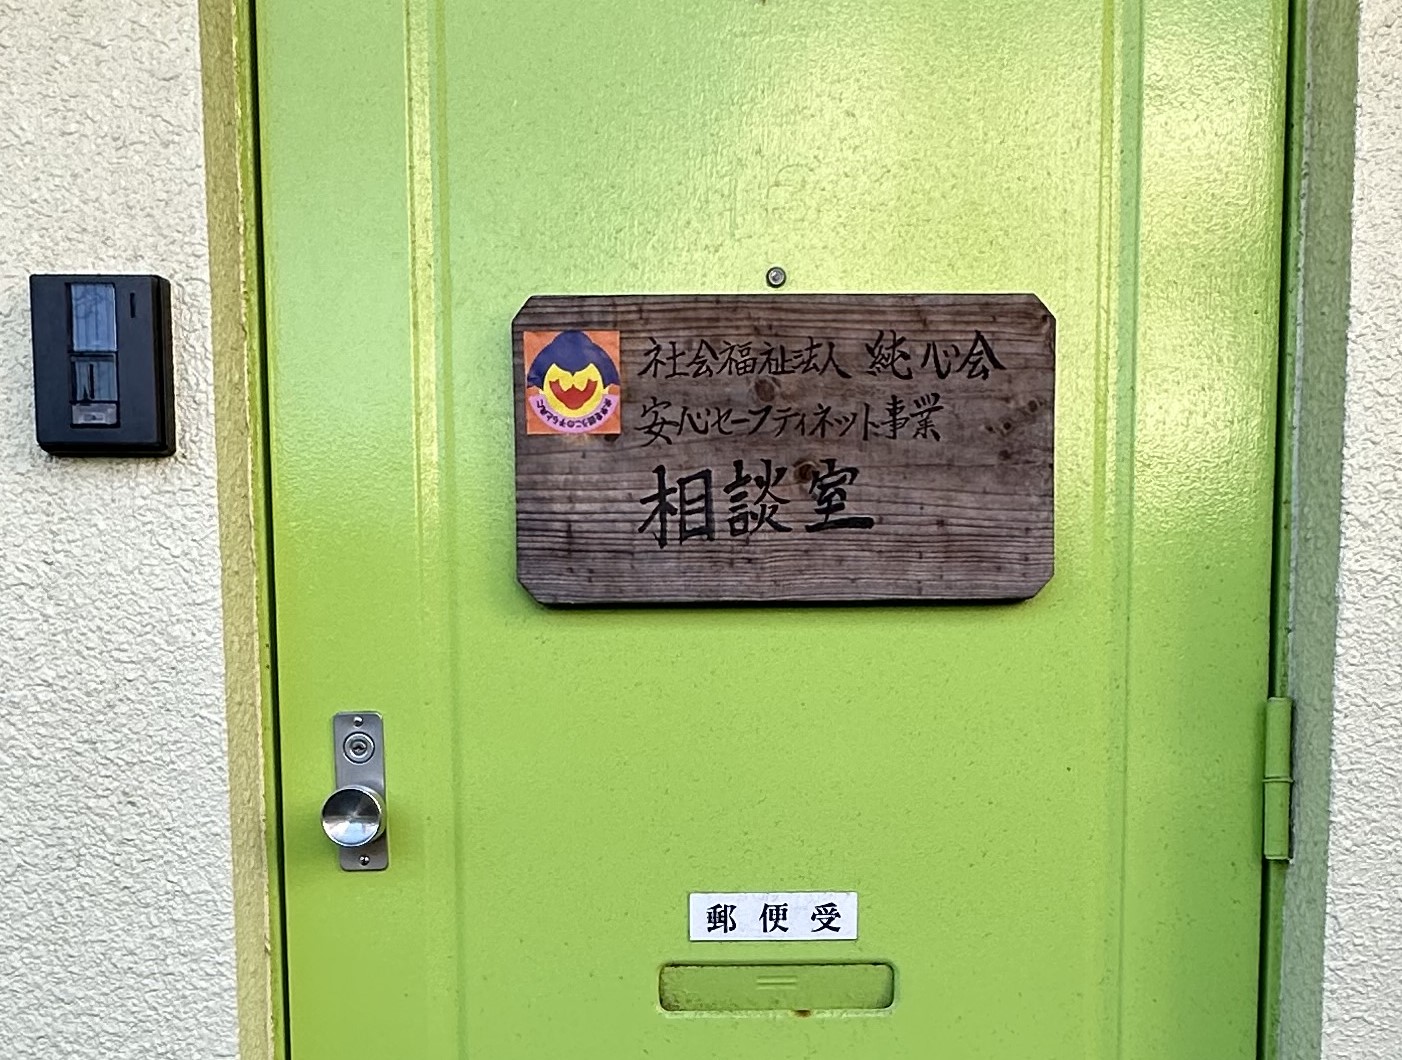 社会福祉法人 純心会
安心セーフティネット事業
相談室
郵便受